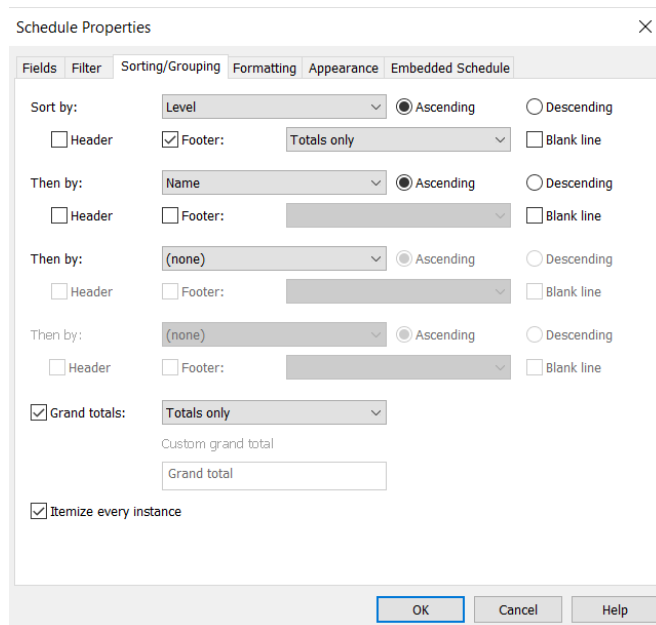 Schedule Properties
Fields Filter Sorting/Grouping Formatting Appearance Embedded Schedule
Sort by: Level Ascending Descending
Header Footer: Totals only Blank line
Then by: Name Ascending Descending
Header Footer: Blank line
Then by: (none) Ascending Descending
Header Footer: Blank line
Then by: (none) Ascending Descending
Header Footer: Blank line
Grand totals: Totals only
Custom grand total
Grand total
Itemize every instance
OK Cancel Help